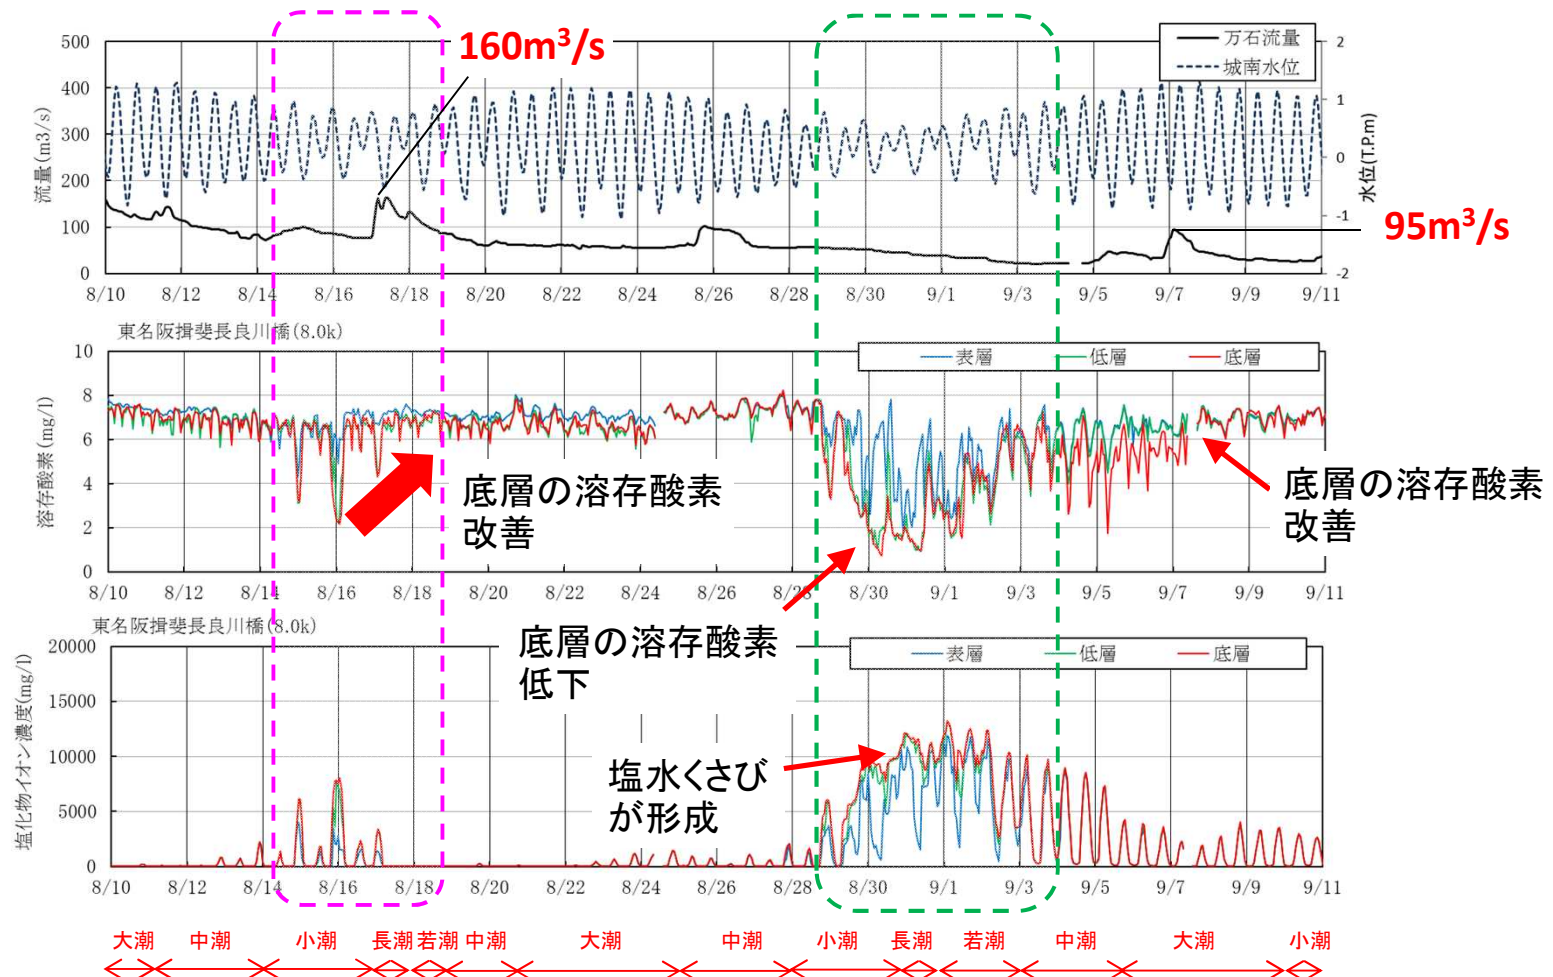 160m³/s
万石流量
城南水位
500
400
300
200
100
0
流量(m3/s)
2
1
0
-1
-2
水位(T.P.m)
95m³/s
8/10 8/12 8/14 8/16 8/18 8/20 8/22 8/24 8/26 8/28 8/30 9/1 9/3 9/5 9/7 9/9 9/11
東名阪揖斐長良川橋(8.0k)
表層 低層 底層
10
8
6
4
2
0
溶存酸素(mg/l)
底層の溶存酸素
改善
底層の溶存酸素
改善
8/10 8/12 8/14 8/16 8/18 8/20 8/22 8/24 8/26 8/28 8/30 9/1 9/3 9/5 9/7 9/9 9/11
底層の溶存酸素
低下
東名阪揖斐長良川橋(8.0k)
表層 低層 底層
20000
15000
10000
5000
0
塩化物イオン濃度(mg/l)
塩水くさび
が形成
8/10 8/12 8/14 8/16 8/18 8/20 8/22 8/24 8/26 8/28 8/30 9/1 9/3 9/5 9/7 9/9 9/11
大潮 中潮 小潮 長潮 若潮 中潮 大潮 中潮 小潮 長潮 若潮 中潮 大潮 小潮